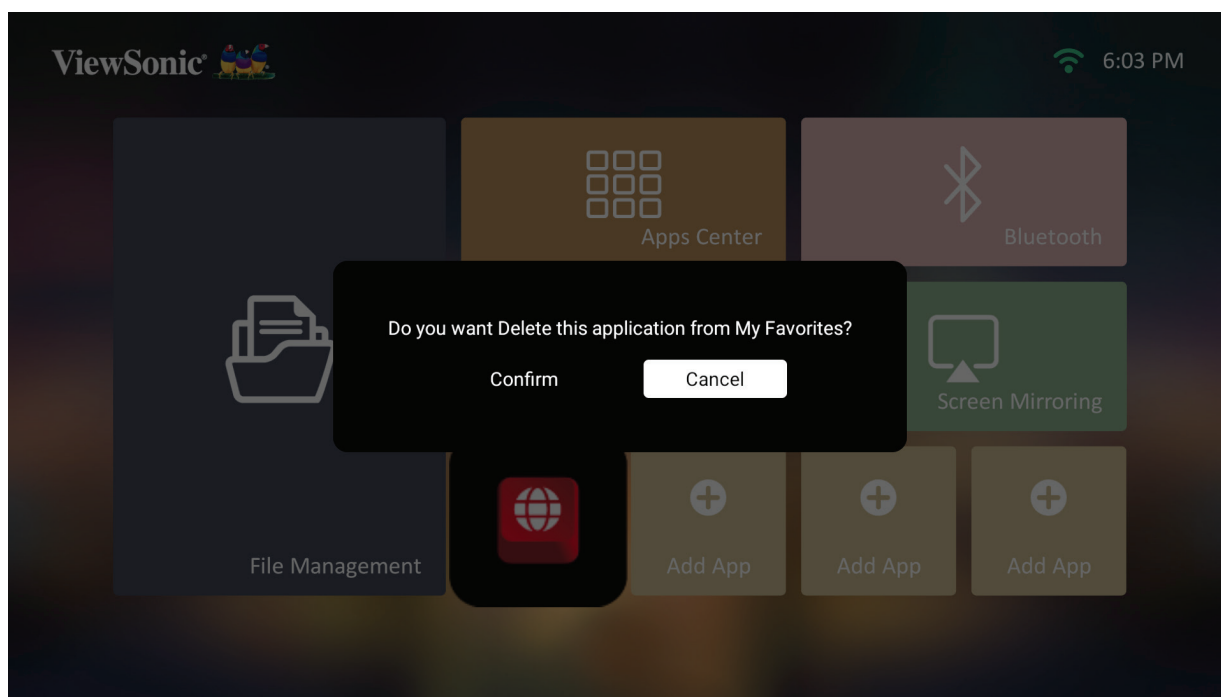 ViewSonic
6:03 PM
Apps Center
Bluetooth
Do you want Delete this application from My Favorites?
Confirm
Cancel
Screen Mirroring
File Management
Add App
Add App
Add App